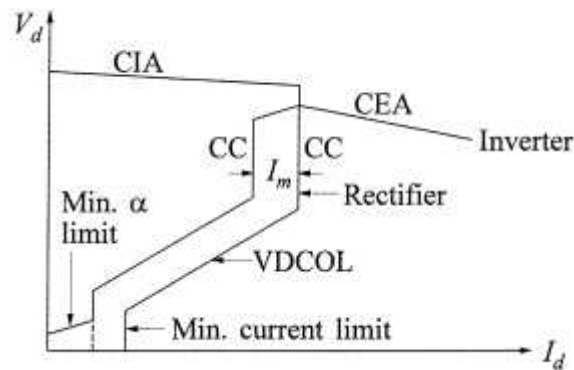 V_d
CIA
CEA
CC
CC
Inverter
I_m
Min. α
limit
Rectifier
VDCOL
Min. current limit
I_d